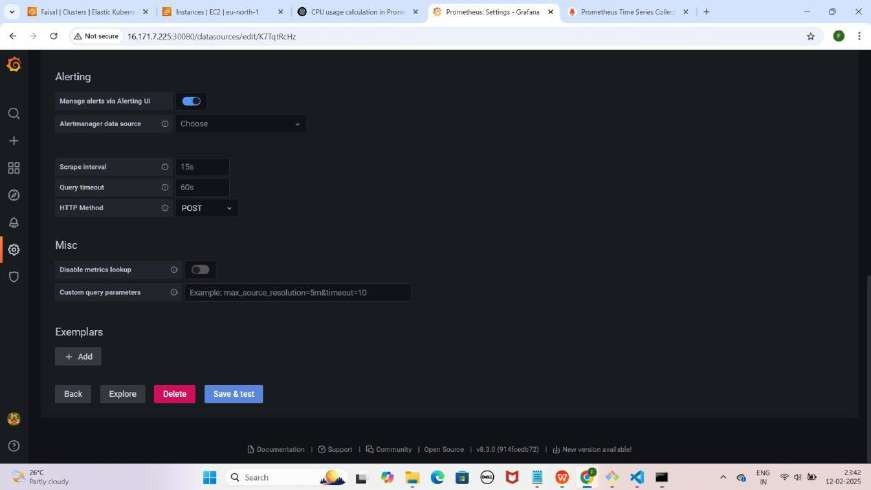 Faisal | Clusters | Elastic Kubern
Instances | EC2 | eu-north-1
CPU usage calculation in Prom
Prometheus: Settings - Grafana
Prometheus Time Series Collec
Not secure
16.171.7.225:30080/datasources/edit/K7TqtRcHz
Alerting
Manage alerts via Alerting UI
Alertmanager data source
Choose
Scrape interval
15s
Query timeout
60s
HTTP Method
POST
Misc
Disable metrics lookup
Custom query parameters
Example: max_source_resolution=5m&timeout=10
Exemplars
+ Add
Back
Explore
Delete
Save & test
Documentation | Support | Community | Open Source | v8.3.0 (914fcedb72) | New version available!
26°C
Partly cloudy
Search
DELL
ENG
IN
23:42
12-02-2025